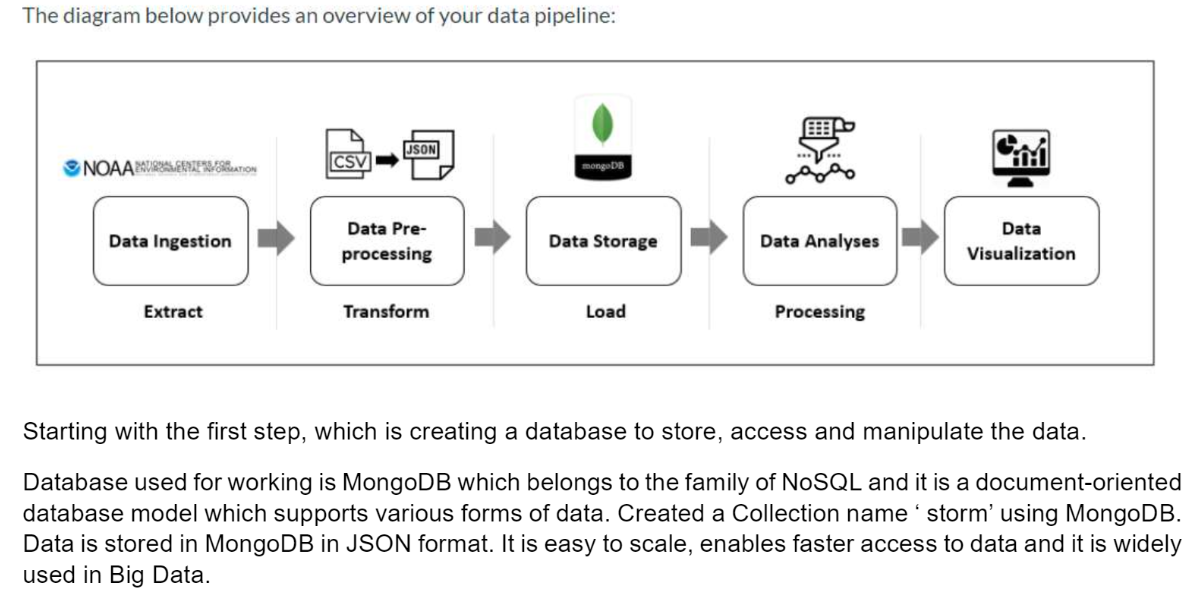 The diagram below provides an overview of your data pipeline:
NOAA NATIONAL CENTERS FOR
ENVIRONMENTAL INFORMATION
CSV
JSON
mongoDB
Data Ingestion
Data Pre-
processing
Data Storage
Data Analyses
Data
Visualization
Extract
Transform
Load
Processing
Starting with the first step, which is creating a database to store, access and manipulate the data.
Database used for working is MongoDB which belongs to the family of NoSQL and it is a document-oriented
database model which supports various forms of data. Created a Collection name ‘ storm’ using MongoDB.
Data is stored in MongoDB in JSON format. It is easy to scale, enables faster access to data and it is widely
used in Big Data.